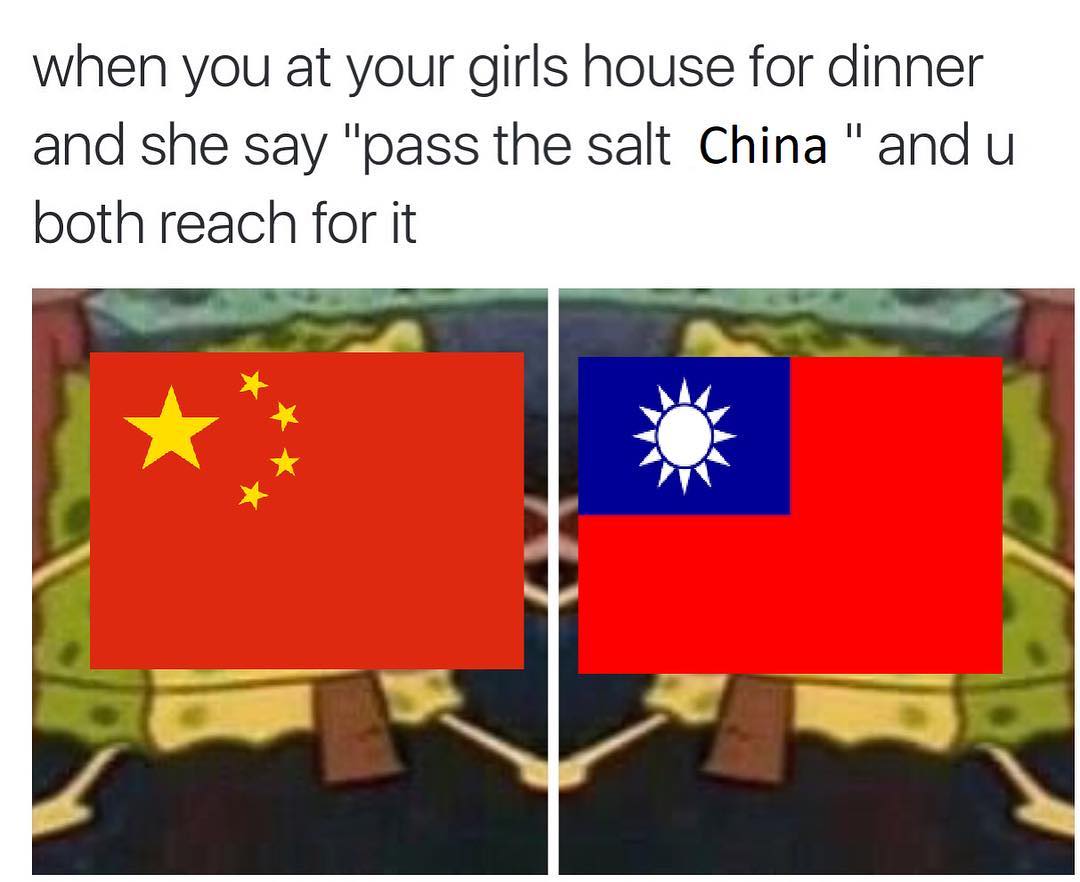 when you at your girls house for dinner
and she say "pass the salt China " and u
both reach for it